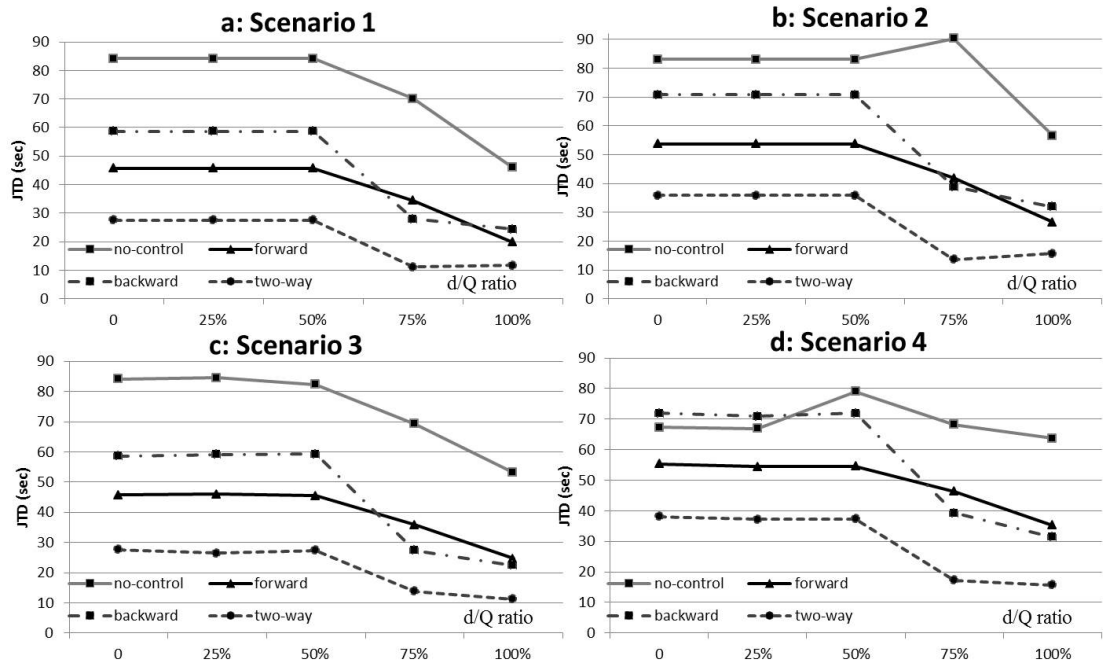 a: Scenario 1
90
80
70
60
50
40
30
20
10
0
JTD (sec)
no-control
forward
backward
two-way
d/Q ratio
0 25% 50% 75% 100%
b: Scenario 2
90
80
70
60
50
40
30
20
10
0
JTD (sec)
no-control
forward
backward
two-way
d/Q ratio
0 25% 50% 75% 100%
c: Scenario 3
90
80
70
60
50
40
30
20
10
0
JTD (sec)
no-control
forward
backward
two-way
d/Q ratio
0 25% 50% 75% 100%
d: Scenario 4
90
80
70
60
50
40
30
20
10
0
JTD (sec)
no-control
forward
backward
two-way
d/Q ratio
0 25% 50% 75% 100%